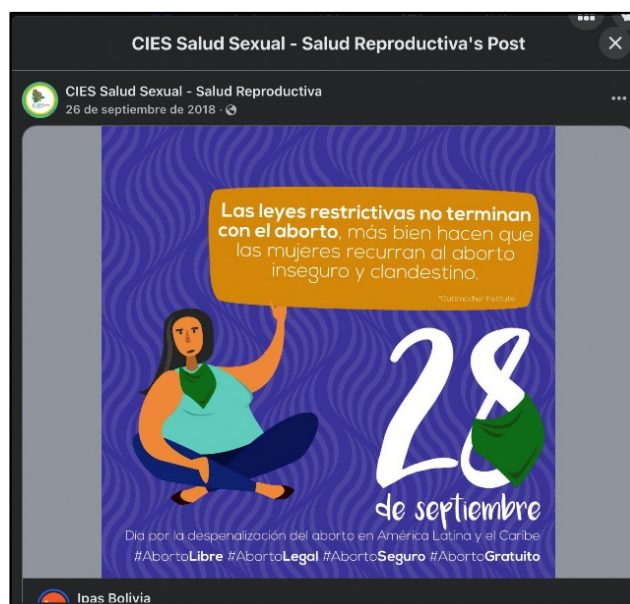 CIES Salud Sexual - Salud Reproductiva's Post
CIES Salud Sexual - Salud Reproductiva
26 de septiembre de 2018 ·
Las leyes restrictivas no terminan
con el aborto, más bien hacen que
las mujeres recurran al aborto
inseguro y clandestino.
*Guttmacher Institute
28
de septiembre
Día por la despenalización del aborto en América Latina y el Caribe
#AbortoLibre #AbortoLegal #AbortoSeguro #AbortoGratuito
Ipas Bolivia